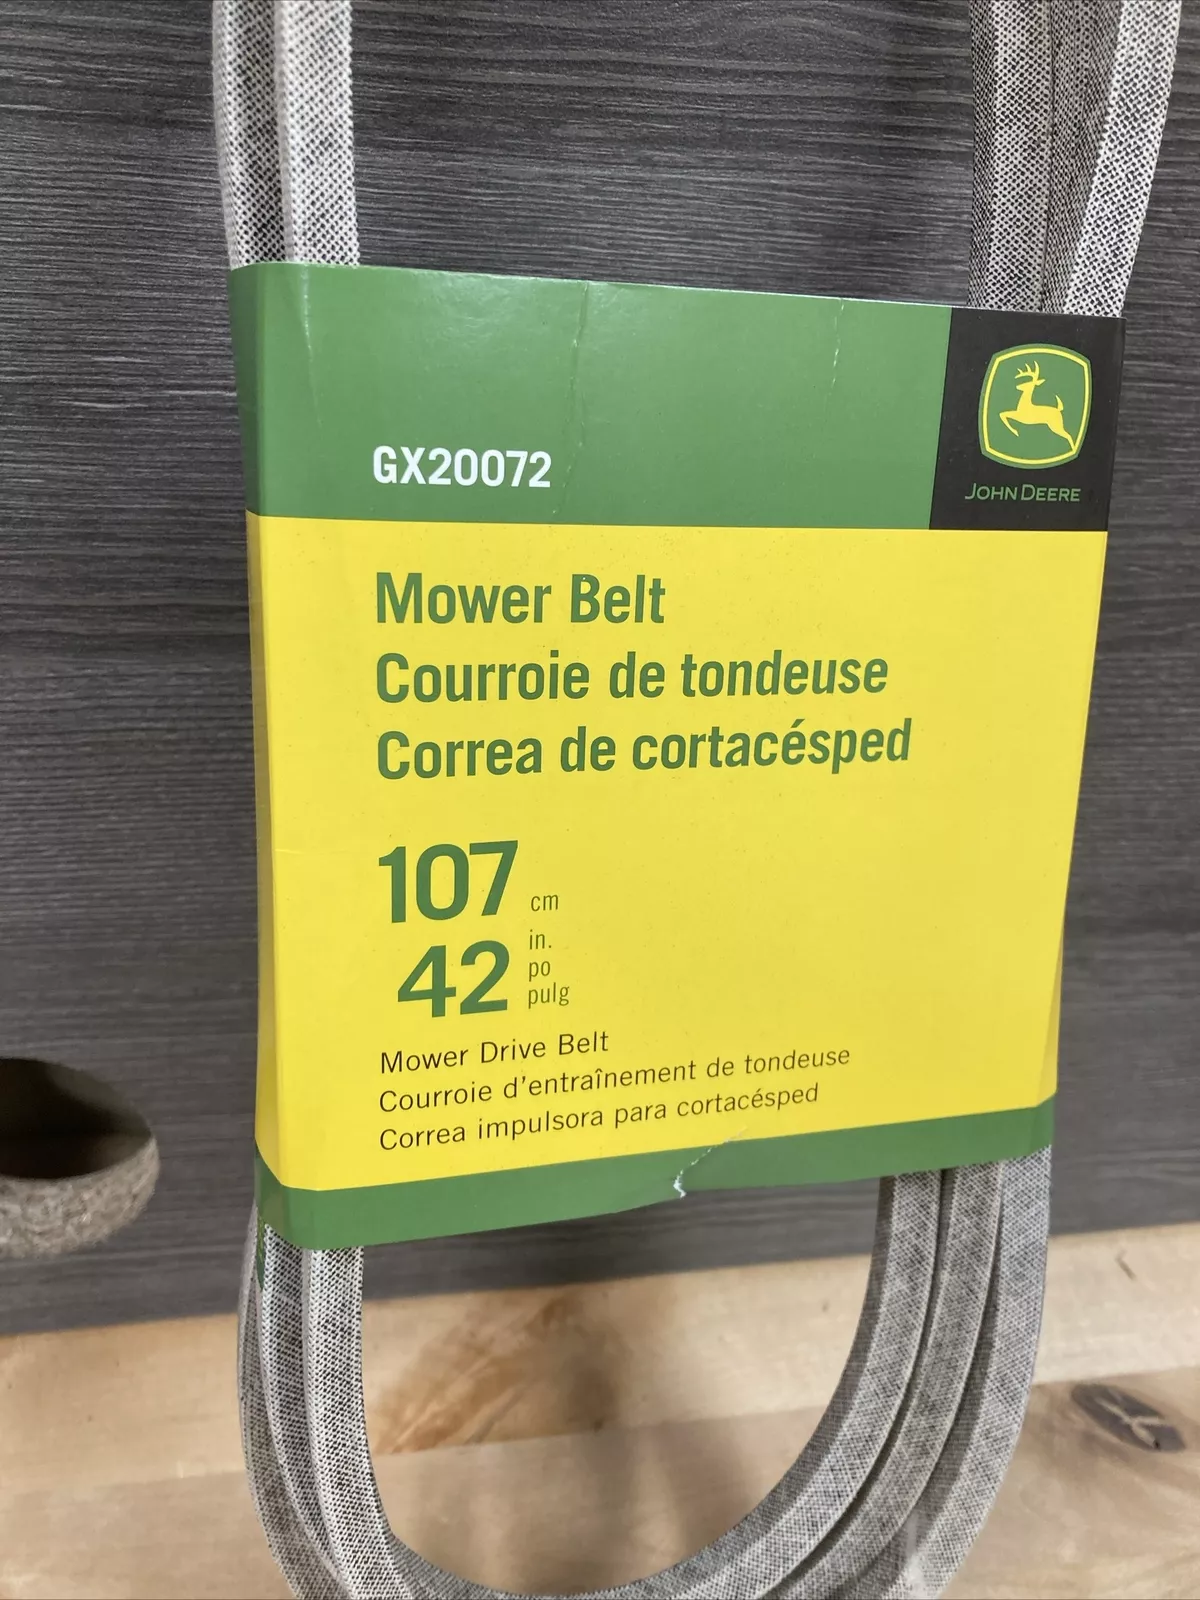 GX20072
JOHN DEERE
Mower Belt
Courroie de tondeuse
Correa de cortacésped
107 cm
42 in.
po
pulg
Mower Drive Belt
Courroie d'entraînement de tondeuse
Correa impulsora para cortacésped